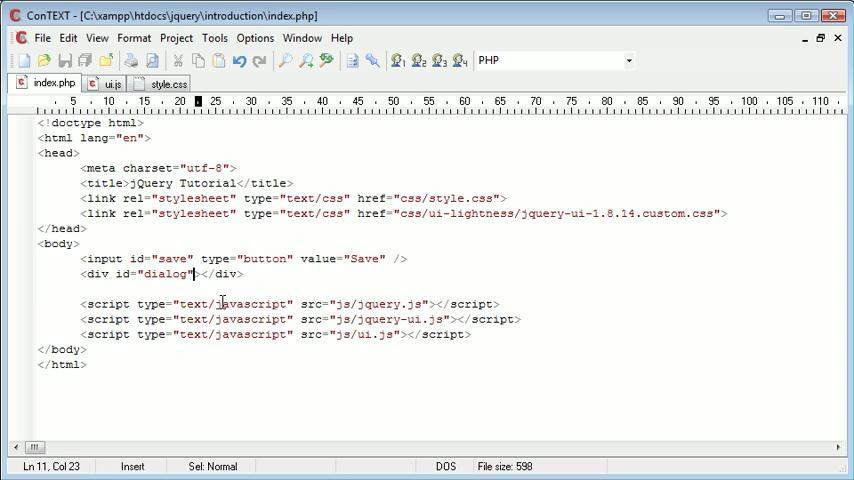 ConTEXT - [C:\xampp\htdocs\jquery\introduction\index.php]
File Edit View Format Project Tools Options Window Help
1 2 3 4 PHP
index.php ui.js style.css
5 10 15 20 25 30 35 40 45 50 55 60 65 70 75 80 85 90 95 100 105 110
<!doctype html>
<html lang="en">
<head>
<meta charset="utf-8">
<title>jQuery Tutorial</title>
<link rel="stylesheet" type="text/css" href="css/style.css">
<link rel="stylesheet" type="text/css" href="css/ui-lightness/jquery-ui-1.8.14.custom.css">
</head>
<body>
<input id="save" type="button" value="Save" />
<div id="dialog"></div>
<script type="text/javascript" src="js/jquery.js"></script>
<script type="text/javascript" src="js/jquery-ui.js"></script>
<script type="text/javascript" src="js/ui.js"></script>
</body>
</html>
Ln 11, Col 23 Insert Sel: Normal DOS File size: 598